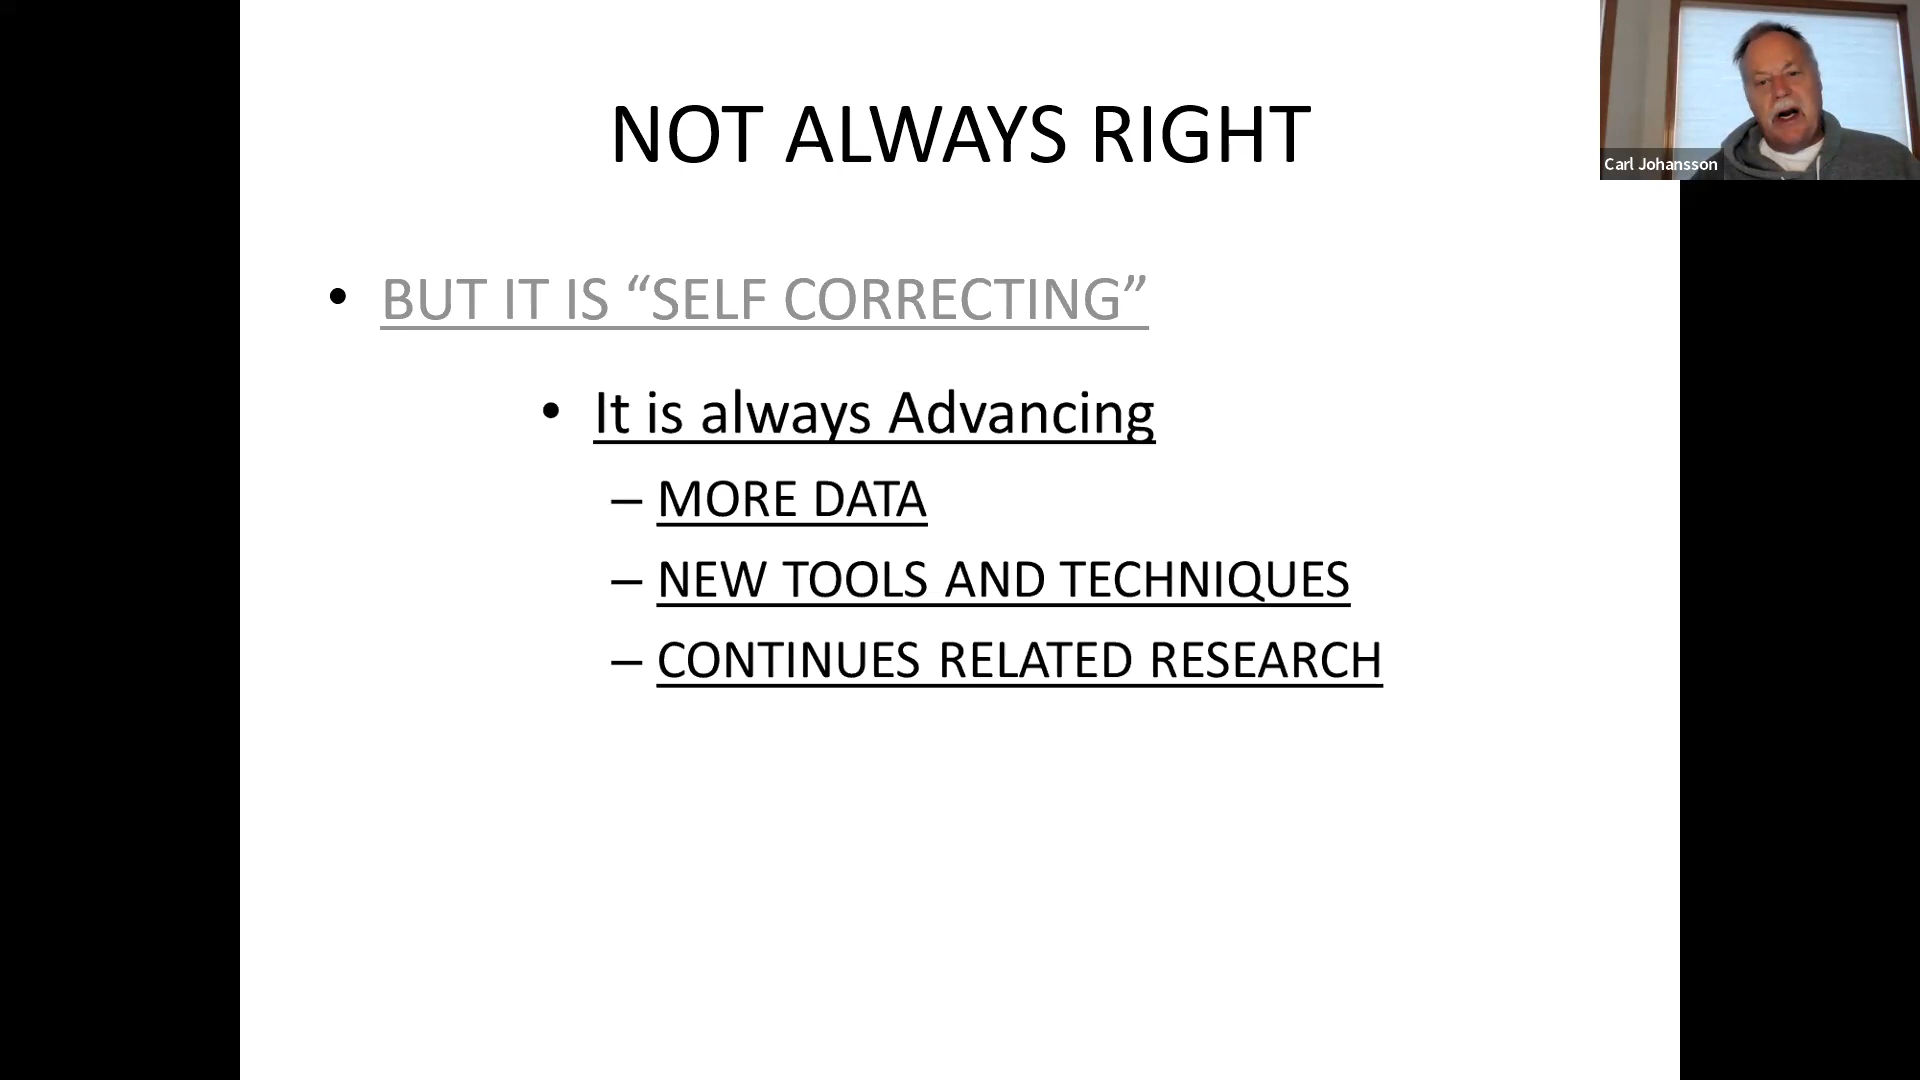 NOT ALWAYS RIGHT
Carl Johansson
• BUT IT IS “SELF CORRECTING”
• It is always Advancing
– MORE DATA
– NEW TOOLS AND TECHNIQUES
– CONTINUES RELATED RESEARCH